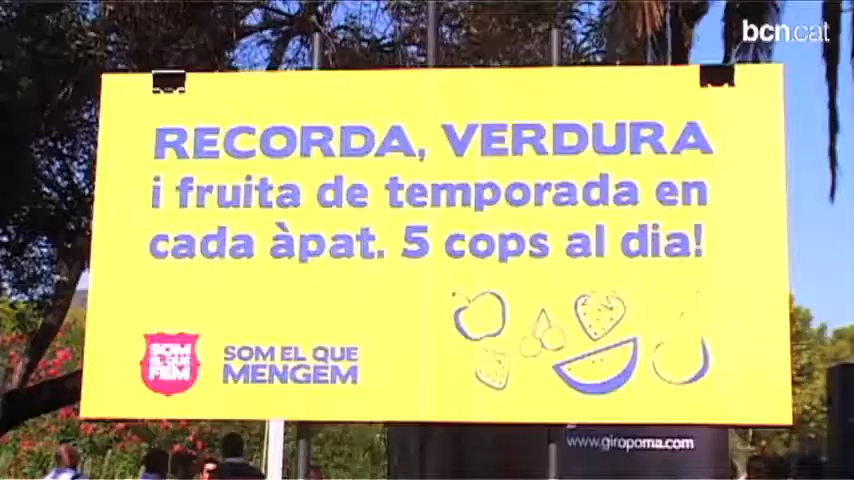 bcn.cat
RECORDA, VERDURA
i fruita de temporada en
cada àpat. 5 cops al dia!
SOM
EL QUE
FEM
SOM EL QUE
MENGEM
www.giropoma.com